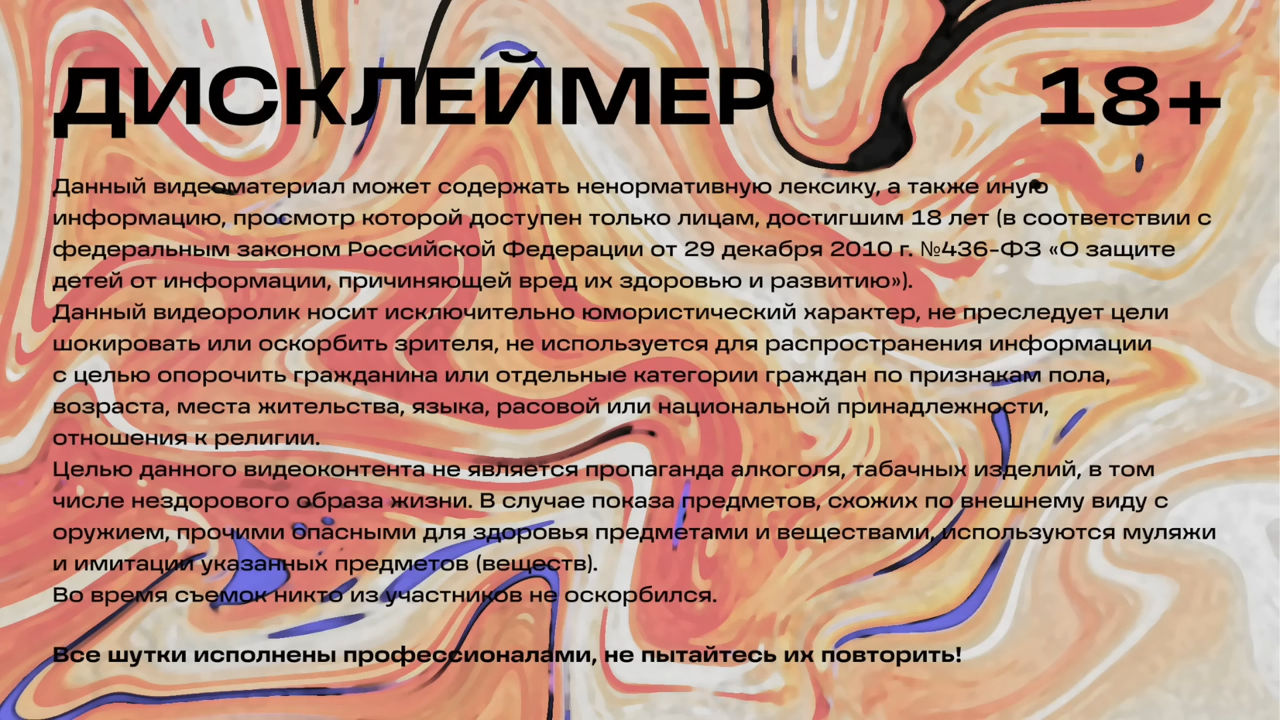 ДИСКЛЕЙМЕР 18+
Данный видеоматериал может содержать ненормативную лексику, а также иную
информацию, просмотр которой доступен только лицам, достигшим 18 лет (в соответствии с
федеральным законом Российской Федерации от 29 декабря 2010 г. №436-ФЗ «О защите
детей от информации, причиняющей вред их здоровью и развитию»).
Данный видеоролик носит исключительно юмористический характер, не преследует цели
шокировать или оскорбить зрителя, не используется для распространения информации
с целью опорочить гражданина или отдельные категории граждан по признакам пола,
возраста, места жительства, языка, расовой или национальной принадлежности,
отношения к религии.
Целью данного видеоконтента не является пропаганда алкоголя, табачных изделий, в том
числе нездорового образа жизни. В случае показа предметов, схожих по внешнему виду с
оружием, прочими опасными для здоровья предметами и веществами, используются муляжи
и имитации указанных предметов (веществ).
Во время съемок никто из участников не оскорбился.
Все шутки исполнены профессионалами, не пытайтесь их повторить!